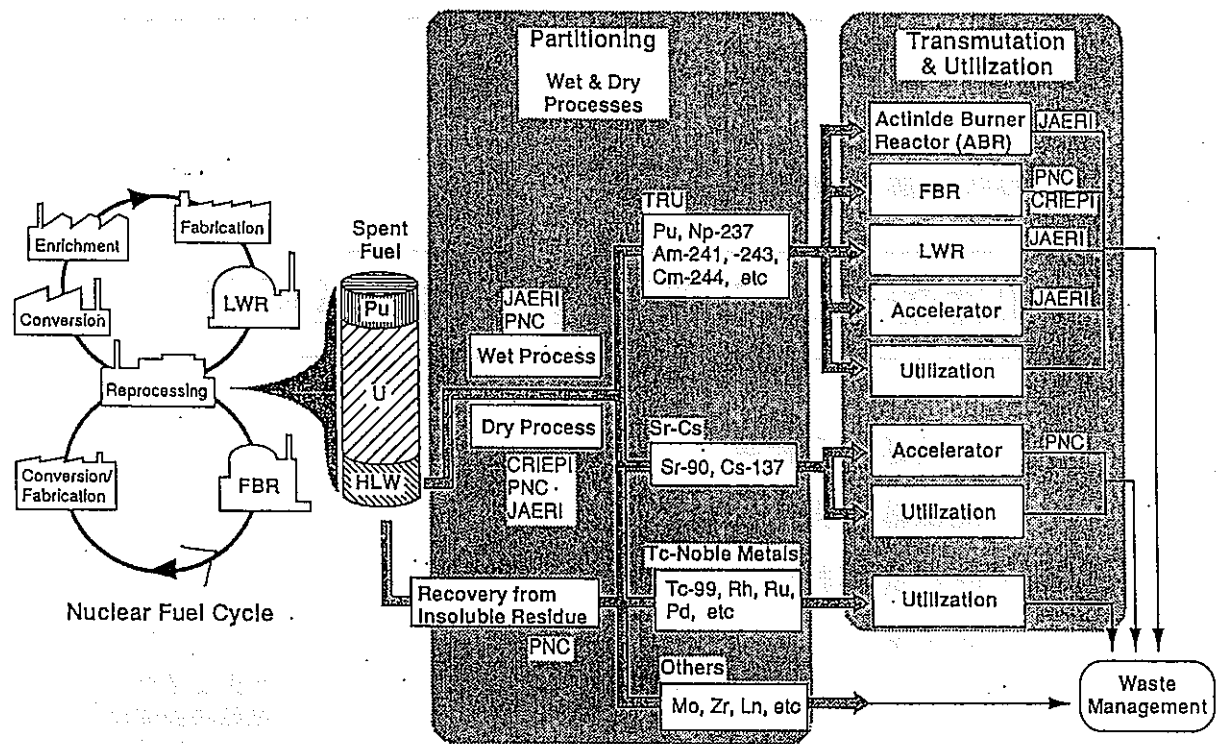 Partitioning
Wet & Dry
Processes
Transmutation
& Utilization
Enrichment
Fabrication
Conversion
LWR
Reprocessing
Conversion/
Fabrication
FBR
Nuclear Fuel Cycle
Spent
Fuel
Pu
U
HLW
JAERI
PNC
Wet Process
Dry Process
CRIEPI
PNC
JAERI
Recovery from
Insoluble Residue
PNC
TRU
Pu, Np-237
Am-241, -243,
Cm-244, etc
Sr-Cs
Sr-90, Cs-137
Tc-Noble Metals
Tc-99, Rh, Ru,
Pd, etc
Others
Mo, Zr, Ln, etc
Actinide Burner
Reactor (ABR)
JAERI
FBR
PNC
CRIEPI
LWR
JAERI
Accelerator
JAERI
Utilization
Accelerator
PNC
Utilization
Utilization
Waste
Management